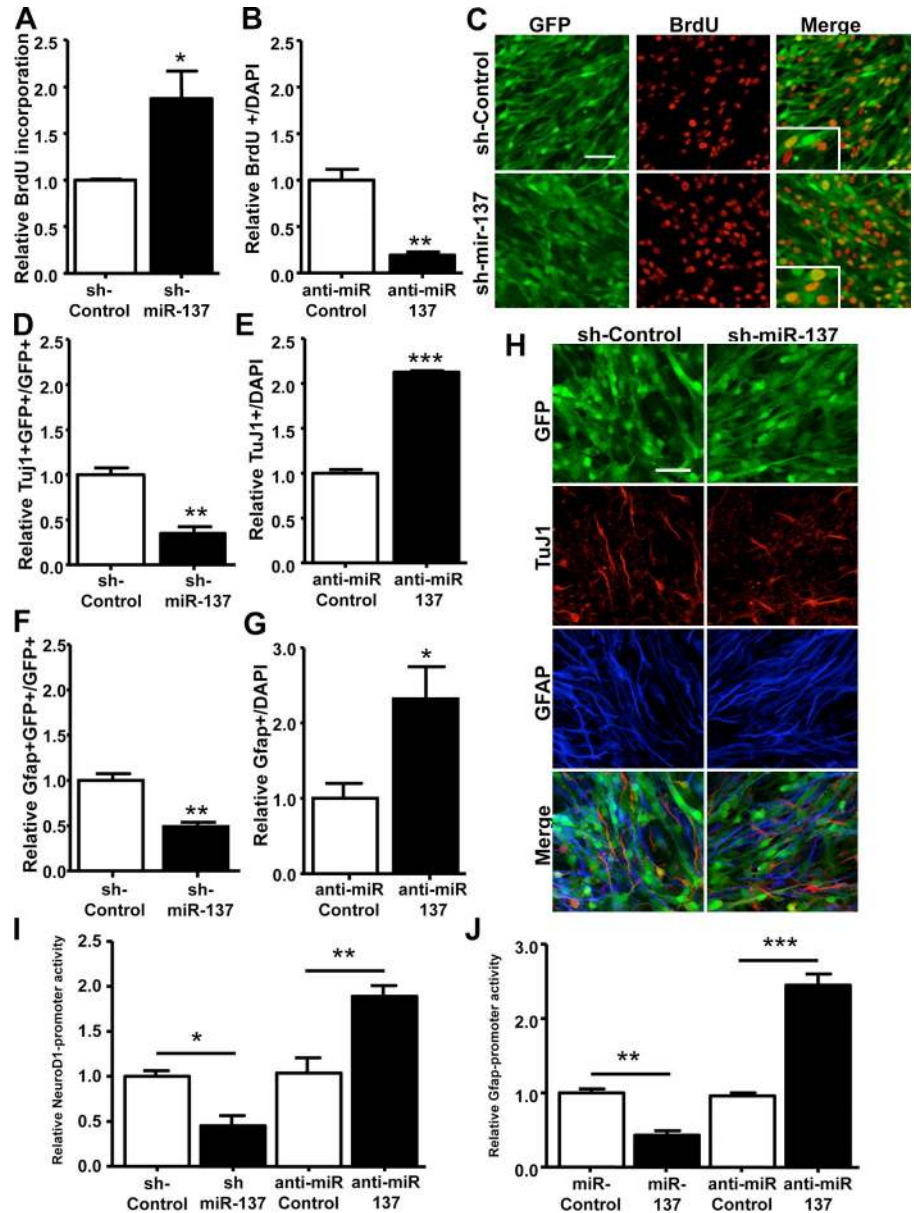 A
Relative BrdU incorporation
2.5
2.0
1.5
1.0
0.5
0.0
*
sh-
Control
sh-
miR-137
B
Relative BrdU +/DAPI
2.5
2.0
1.5
1.0
0.5
0.0
**
anti-miR
Control
anti-miR
137
C
GFP
BrdU
Merge
sh-Control
sh-mir-137
D
Relative Tuj1+GFP+/GFP+
2.5
2.0
1.5
1.0
0.5
0.0
**
sh-
Control
sh-
miR-137
E
Relative TuJ1+/DAPI
2.5
2.0
1.5
1.0
0.5
0.0
***
anti-miR
Control
anti-miR
137
F
Relative Gfap+GFP+/GFP+
2.5
2.0
1.5
1.0
0.5
0.0
**
sh-
Control
sh-
miR-137
G
Relative Gfap+/DAPI
3.0
2.0
1.0
0.0
*
anti-miR
Control
anti-miR
137
H
sh-Control
sh-miR-137
GFP
TuJ1
GFAP
Merge
I
Relative NeuroD1-promoter activity
2.5
2.0
1.5
1.0
0.5
0.0
*
**
sh-
Control
sh
miR-137
anti-miR
Control
anti-miR
137
J
Relative Gfap-promoter activity
3.0
2.0
1.0
0.0
**
***
miR-
Control
miR-
137
anti-miR
Control
anti-miR
137